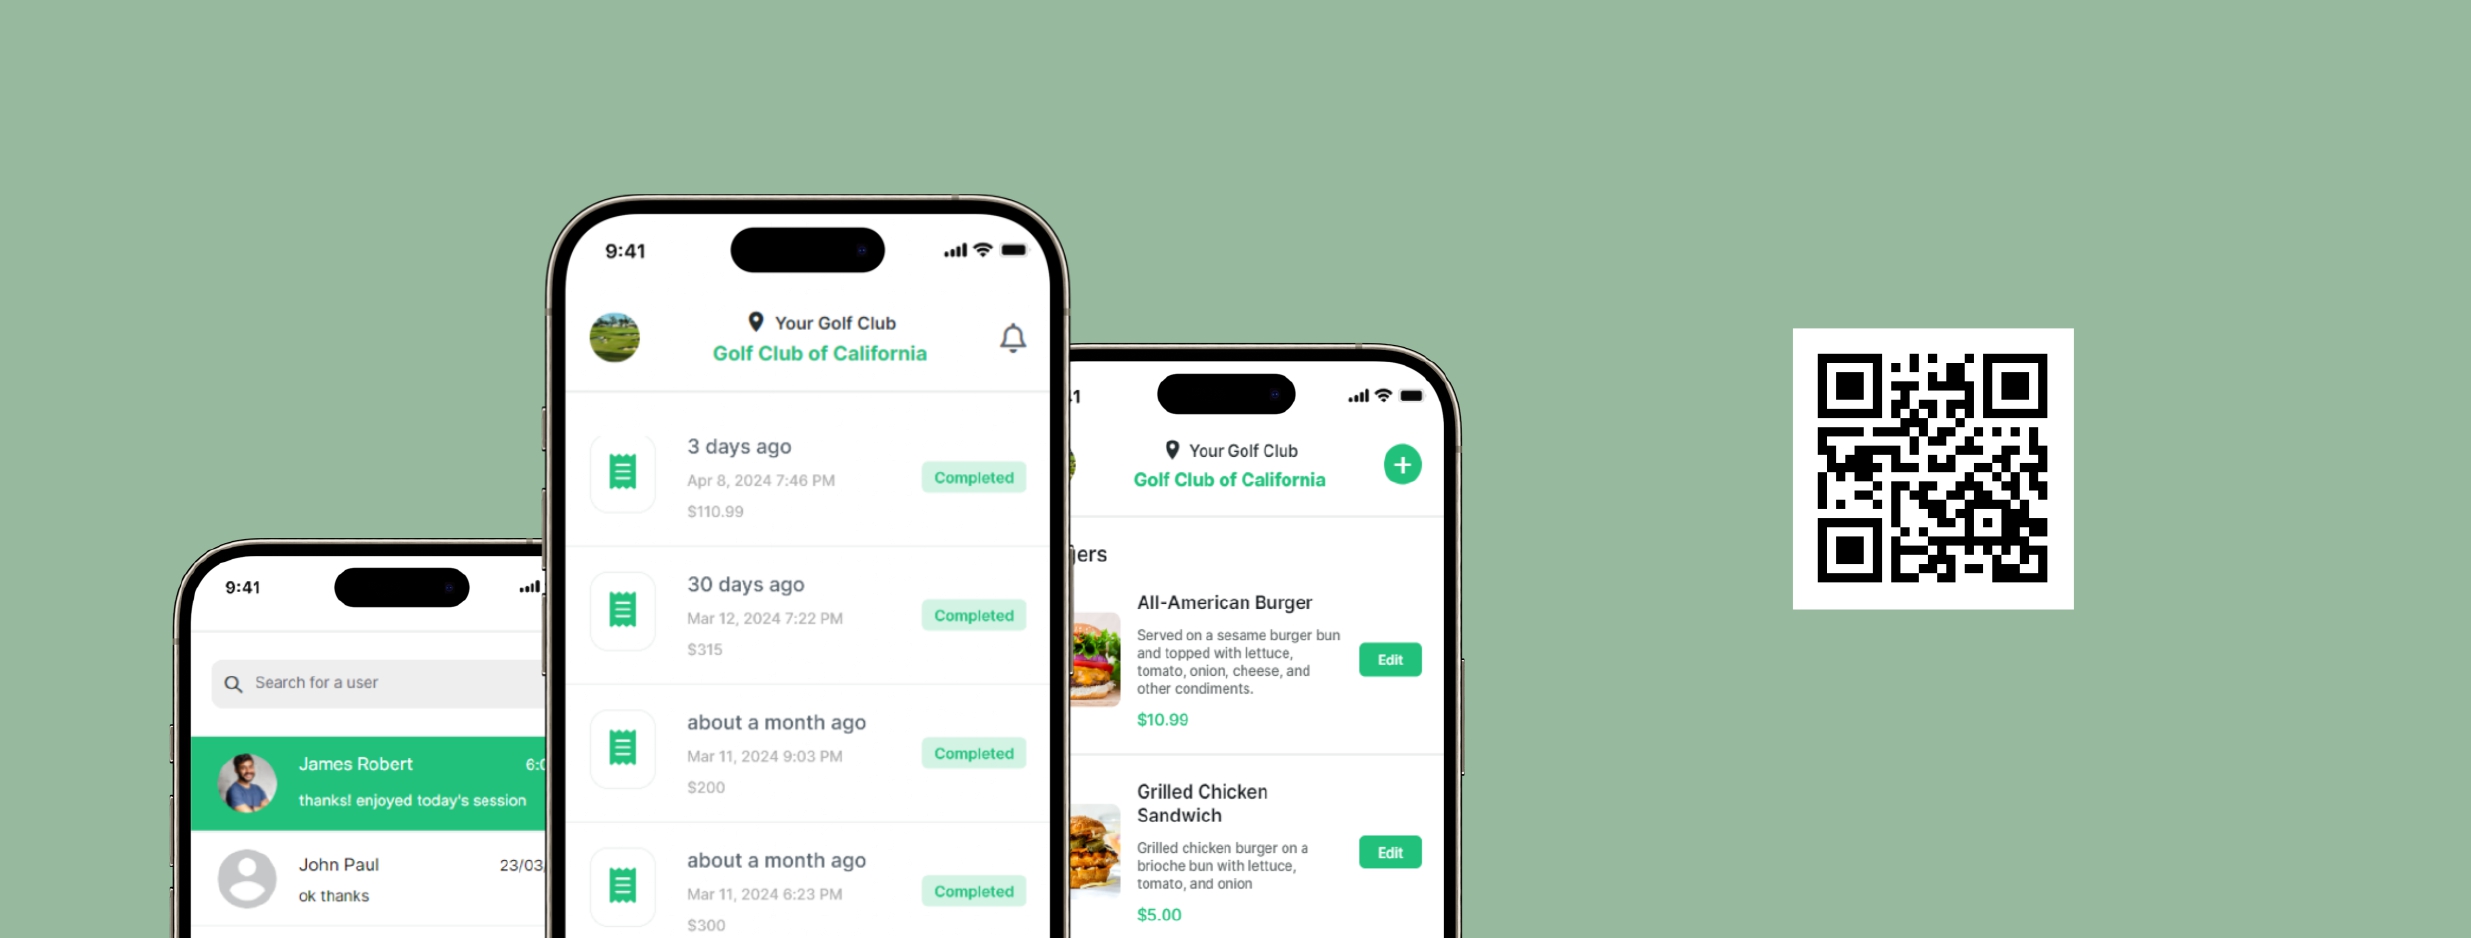 9:41
Search for a user
James Robert
thanks! enjoyed today's session
John Paul
23/03/
ok thanks
9:41
Your Golf Club
Golf Club of California
3 days ago
Apr 8, 2024 7:46 PM
$110.99
Completed
30 days ago
Mar 12, 2024 7:22 PM
$315
Completed
about a month ago
Mar 11, 2024 9:03 PM
$200
Completed
about a month ago
Mar 11, 2024 6:23 PM
$300
Completed
Your Golf Club
Golf Club of California
All-American Burger
Served on a sesame burger bun
and topped with lettuce,
tomato, onion, cheese, and
other condiments.
$10.99
Edit
Grilled Chicken
Sandwich
Grilled chicken burger on a
brioche bun with lettuce,
tomato, and onion
$5.00
Edit